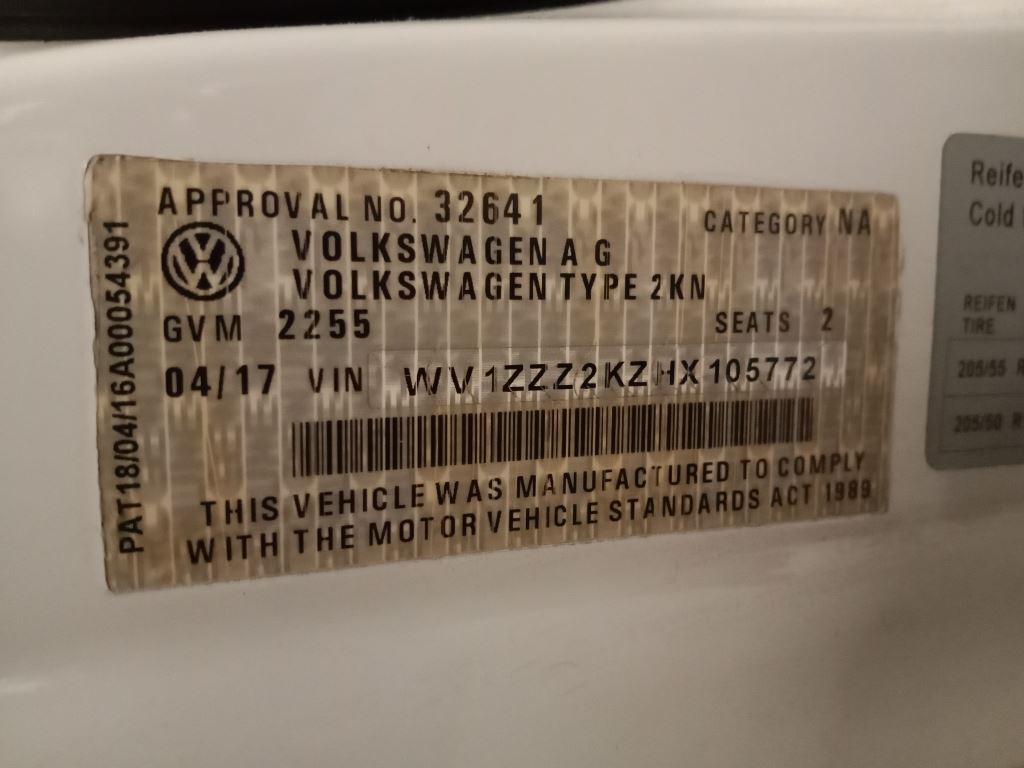 APPROVAL NO. 32641
CATEGORY NA
VOLKSWAGEN A G
VOLKSWAGEN TYPE 2KN
GVM 2255
SEATS 2
04/17 VIN WV1ZZZ2KZHX105772
THIS VEHICLE WAS MANUFACTURED TO COMPLY
WITH THE MOTOR VEHICLE STANDARDS ACT 1989
PAT18/04/16A00054391
Reife
Cold
REIFEN
TIRE
205/55 R
205/50 R